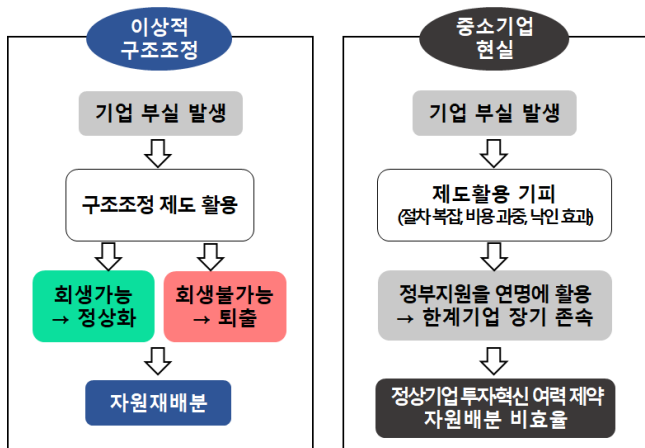 이상적
구조조정
기업 부실 발생
구조조정 제도 활용
회생가능
→ 정상화
회생불가능
→ 퇴출
자원재배분
중소기업
현실
기업 부실 발생
제도활용 기피
(절차 복잡, 비용 과중, 낙인 효과)
정부지원을 연명에 활용
→ 한계기업 장기 존속
정상기업 투자혁신 여력 제약
자원배분 비효율